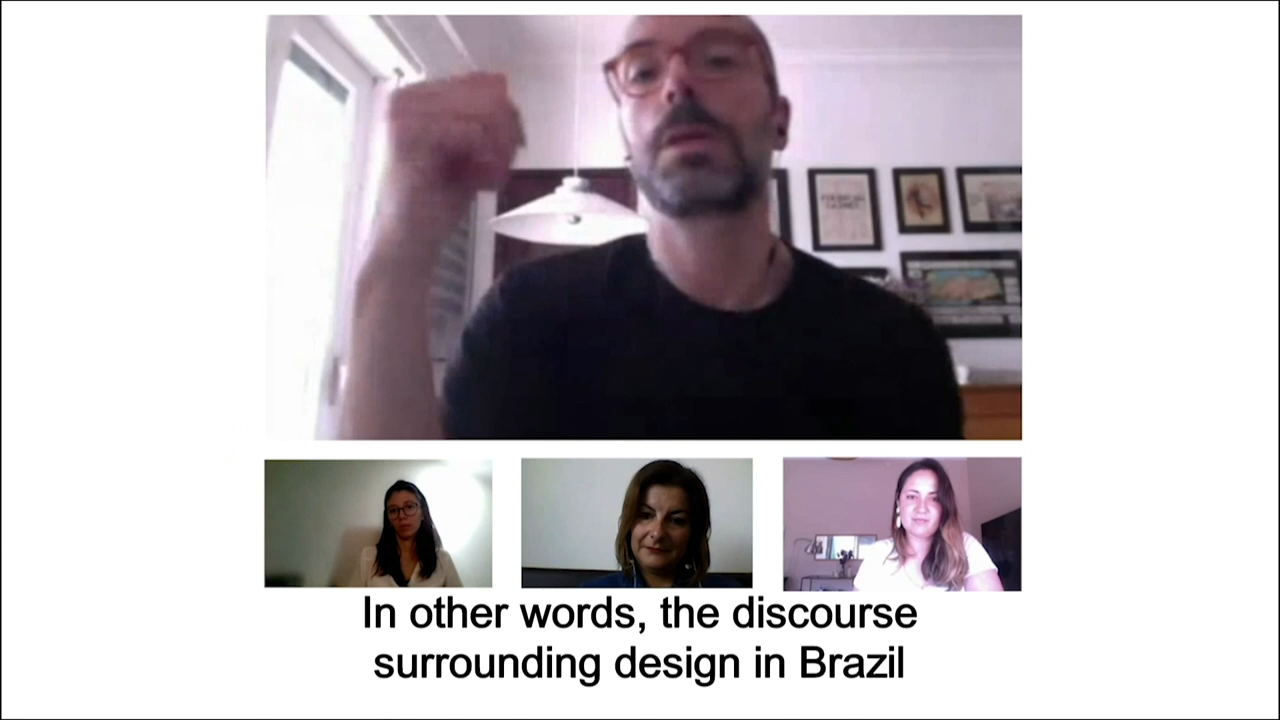 In other words, the discourse
surrounding design in Brazil